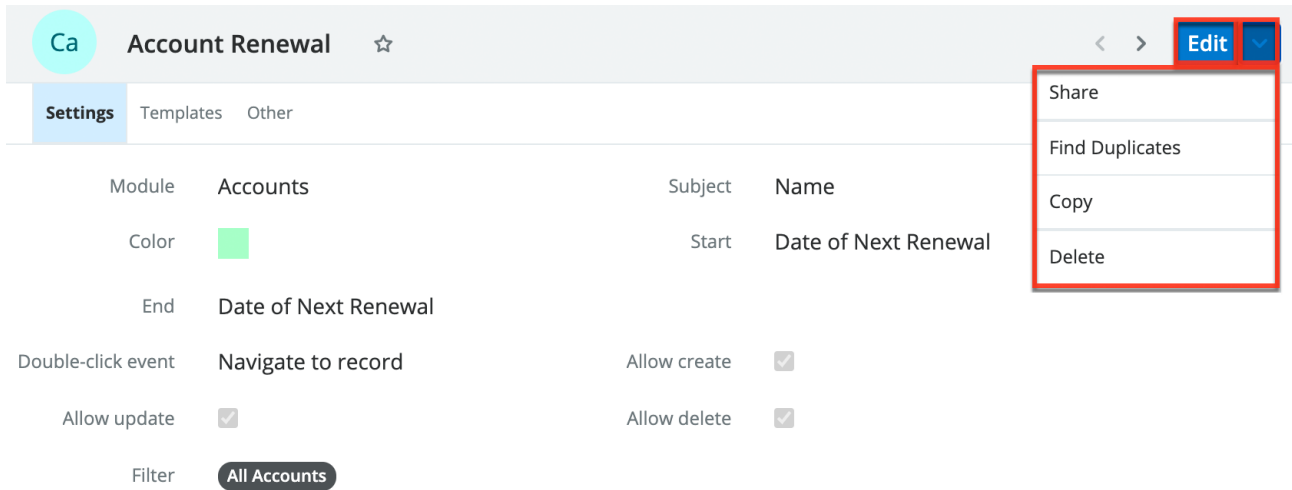 Ca Account Renewal Edit
Share
Settings Templates Other
Find Duplicates
Module Accounts Subject Name
Copy
Color Start Date of Next Renewal
Delete
End Date of Next Renewal
Double-click event Navigate to record Allow create
Allow update Allow delete
Filter All Accounts